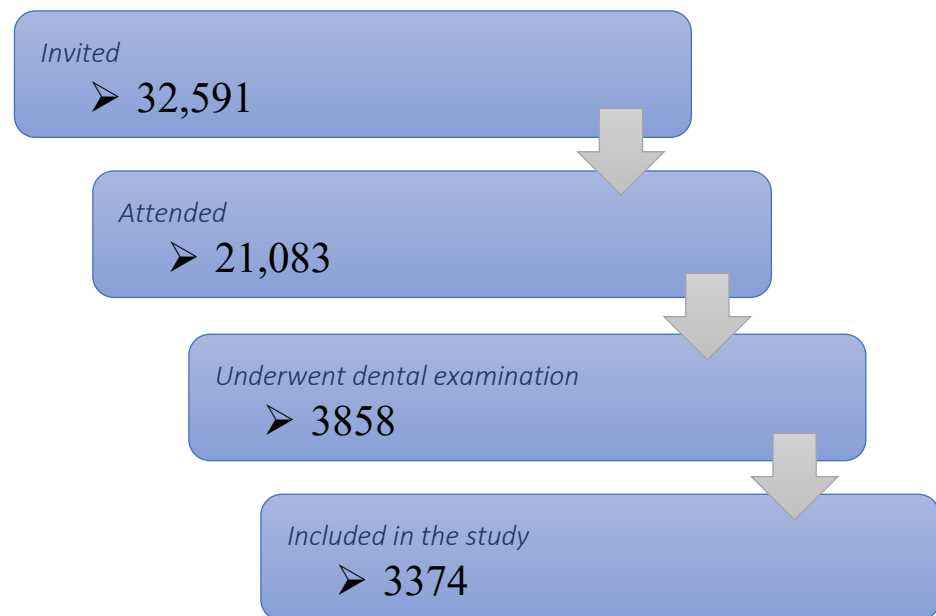 Invited
➢ 32,591
Attended
➢ 21,083
Underwent dental examination
➢ 3858
Included in the study
➢ 3374